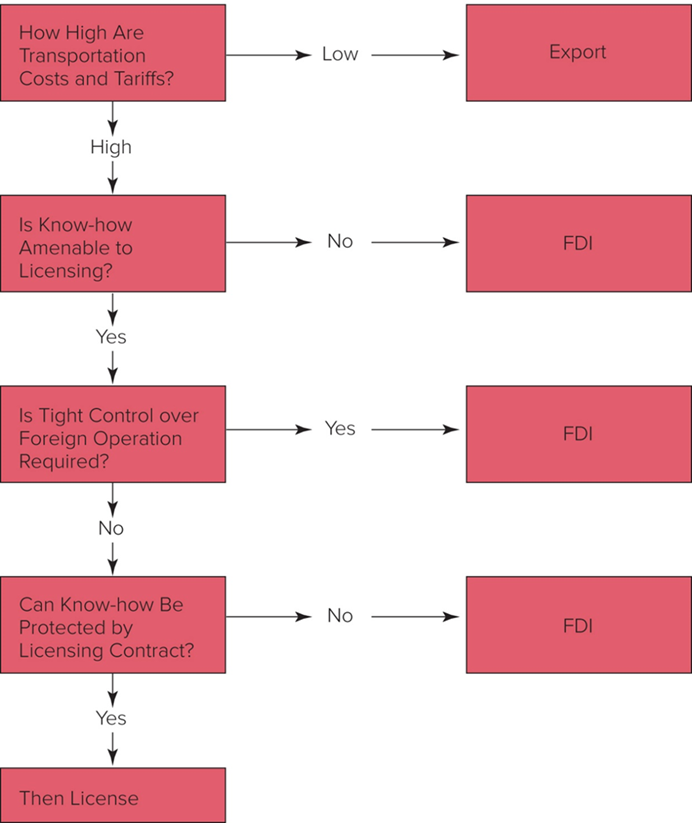 How High Are
Transportation
Costs and Tariffs?
Low
Export
High
Is Know-how
Amenable to
Licensing?
No
FDI
Yes
Is Tight Control over
Foreign Operation
Required?
Yes
FDI
No
Can Know-how Be
Protected by
Licensing Contract?
No
FDI
Yes
Then License